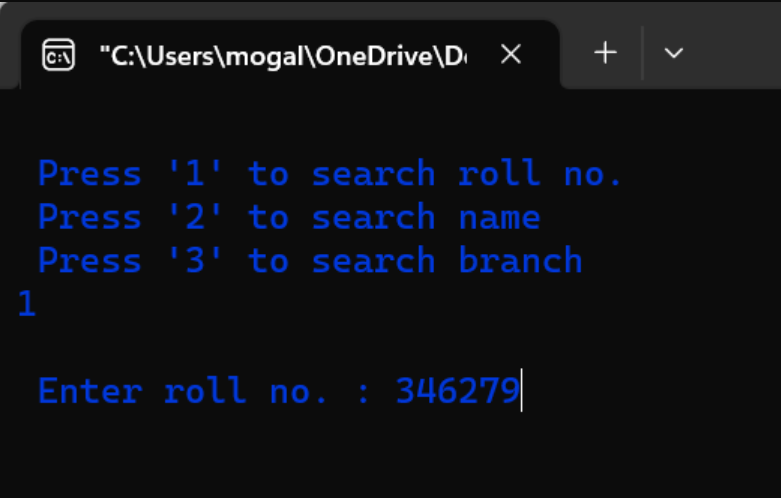 C:\
"C:\Users\mogal\OneDrive\De
Press '1' to search roll no.
Press '2' to search name
Press '3' to search branch
1
Enter roll no. : 346279